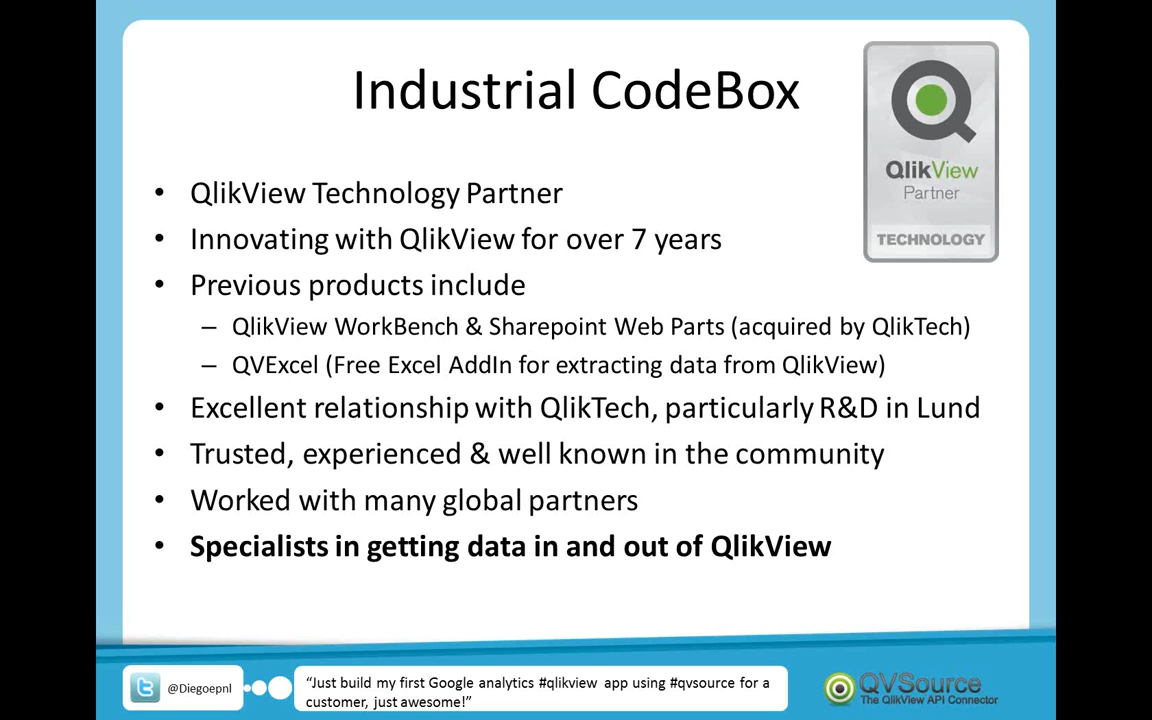 Industrial CodeBox
QlikView
Partner
TECHNOLOGY
• QlikView Technology Partner
• Innovating with QlikView for over 7 years
• Previous products include
– QlikView WorkBench & Sharepoint Web Parts (acquired by QlikTech)
– QVExcel (Free Excel AddIn for extracting data from QlikView)
• Excellent relationship with QlikTech, particularly R&D in Lund
• Trusted, experienced & well known in the community
• Worked with many global partners
• Specialists in getting data in and out of QlikView
@Diegoepnl
“Just build my first Google analytics #qlikview app using #qvsource for a
customer, just awesome!”
QVSource
The QlikView API Connector